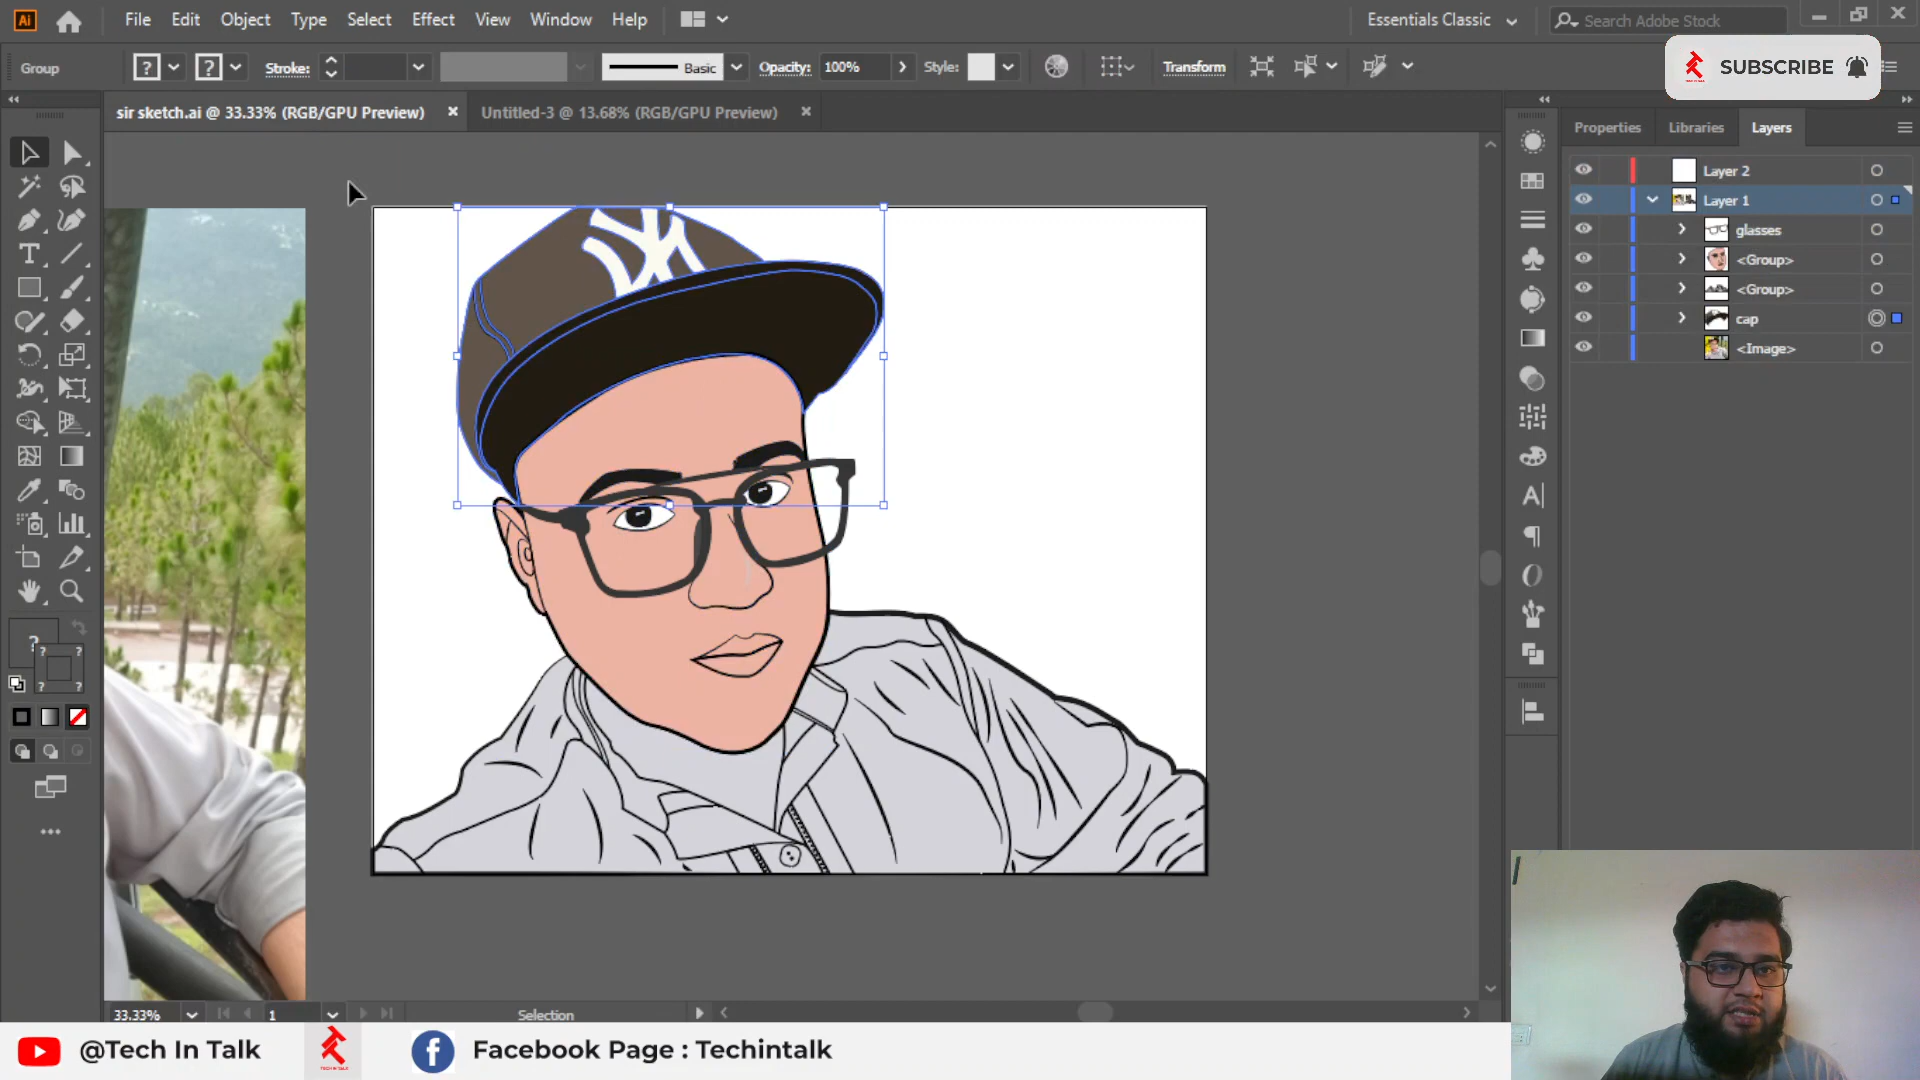 Ai File Edit Object Type Select Effect View Window Help Essentials Classic Search Adobe Stock
Group ? ? Stroke: Basic Opacity: 100% Style: Transform SUBSCRIBE
sir sketch.ai @ 33.33% (RGB/GPU Preview) × Untitled-3 @ 13.68% (RGB/GPU Preview) ×
Properties Libraries Layers
Layer 2
Layer 1
glasses
<Group>
<Group>
cap
<Image>
33.33% 1 Selection
@Tech In Talk TECH IN TALK Facebook Page : Techintalk